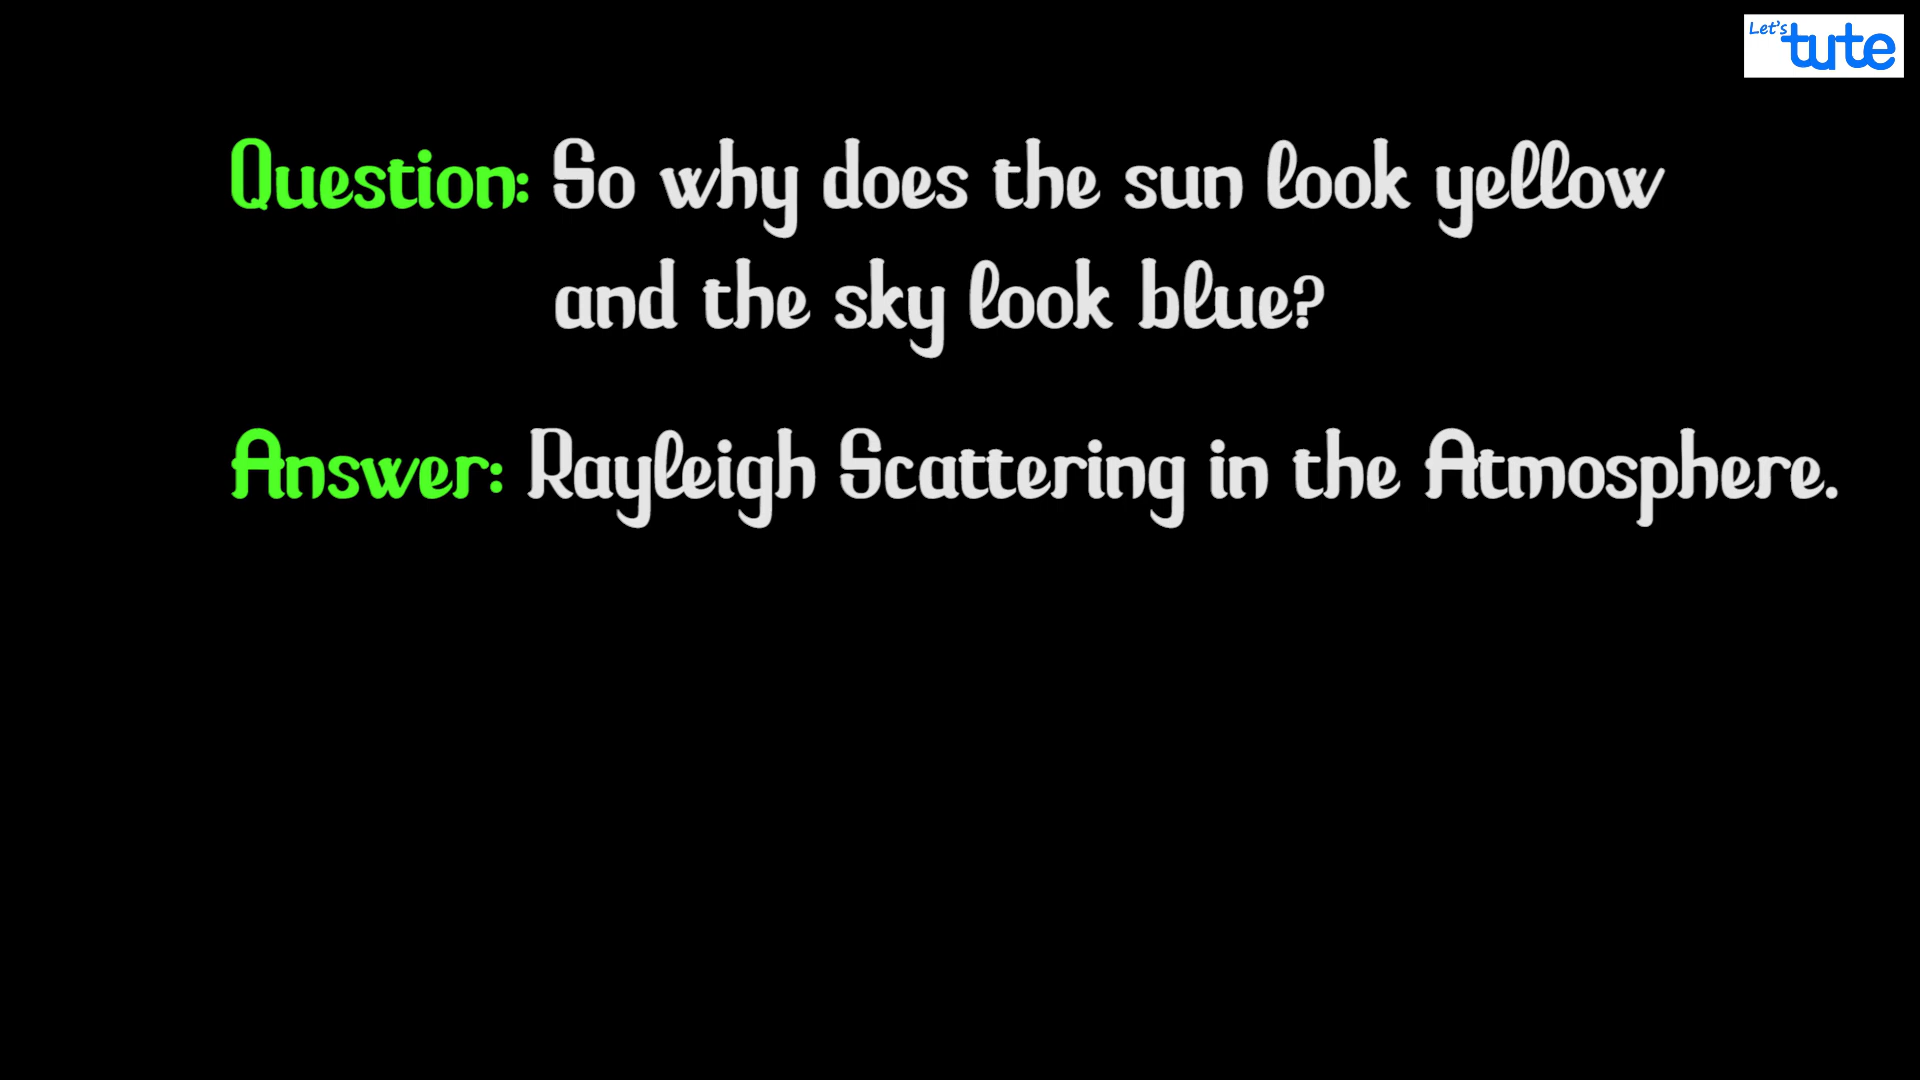 Let's tute
Question: So why does the sun look yellow
and the sky look blue?
Answer: Rayleigh Scattering in the Atmosphere.